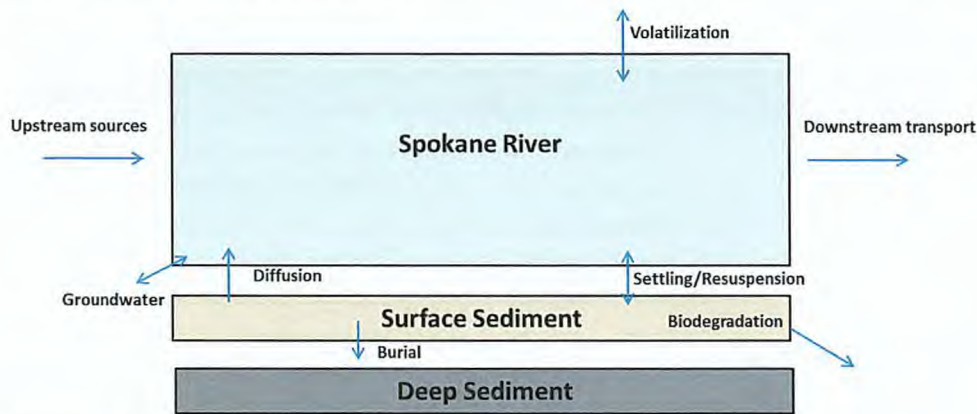 Volatilization
Upstream sources
Spokane River
Downstream transport
Diffusion
Settling/Resuspension
Groundwater
Surface Sediment
Biodegradation
Burial
Deep Sediment